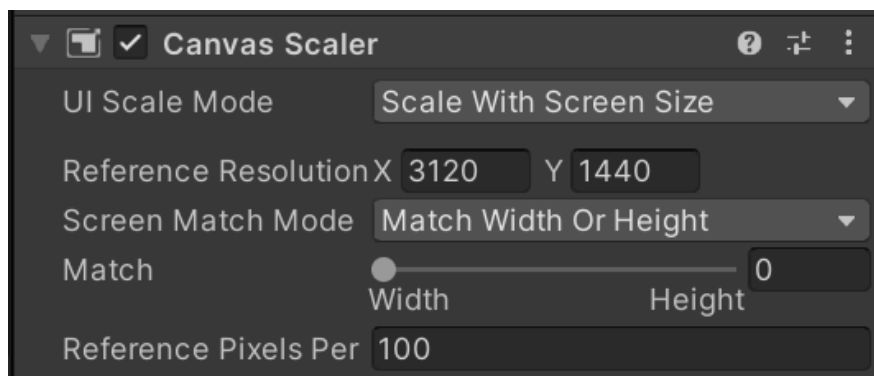 Canvas Scaler
UI Scale Mode Scale With Screen Size
Reference Resolution X 3120 Y 1440
Screen Match Mode Match Width Or Height
Match 0
Width Height
Reference Pixels Per 100